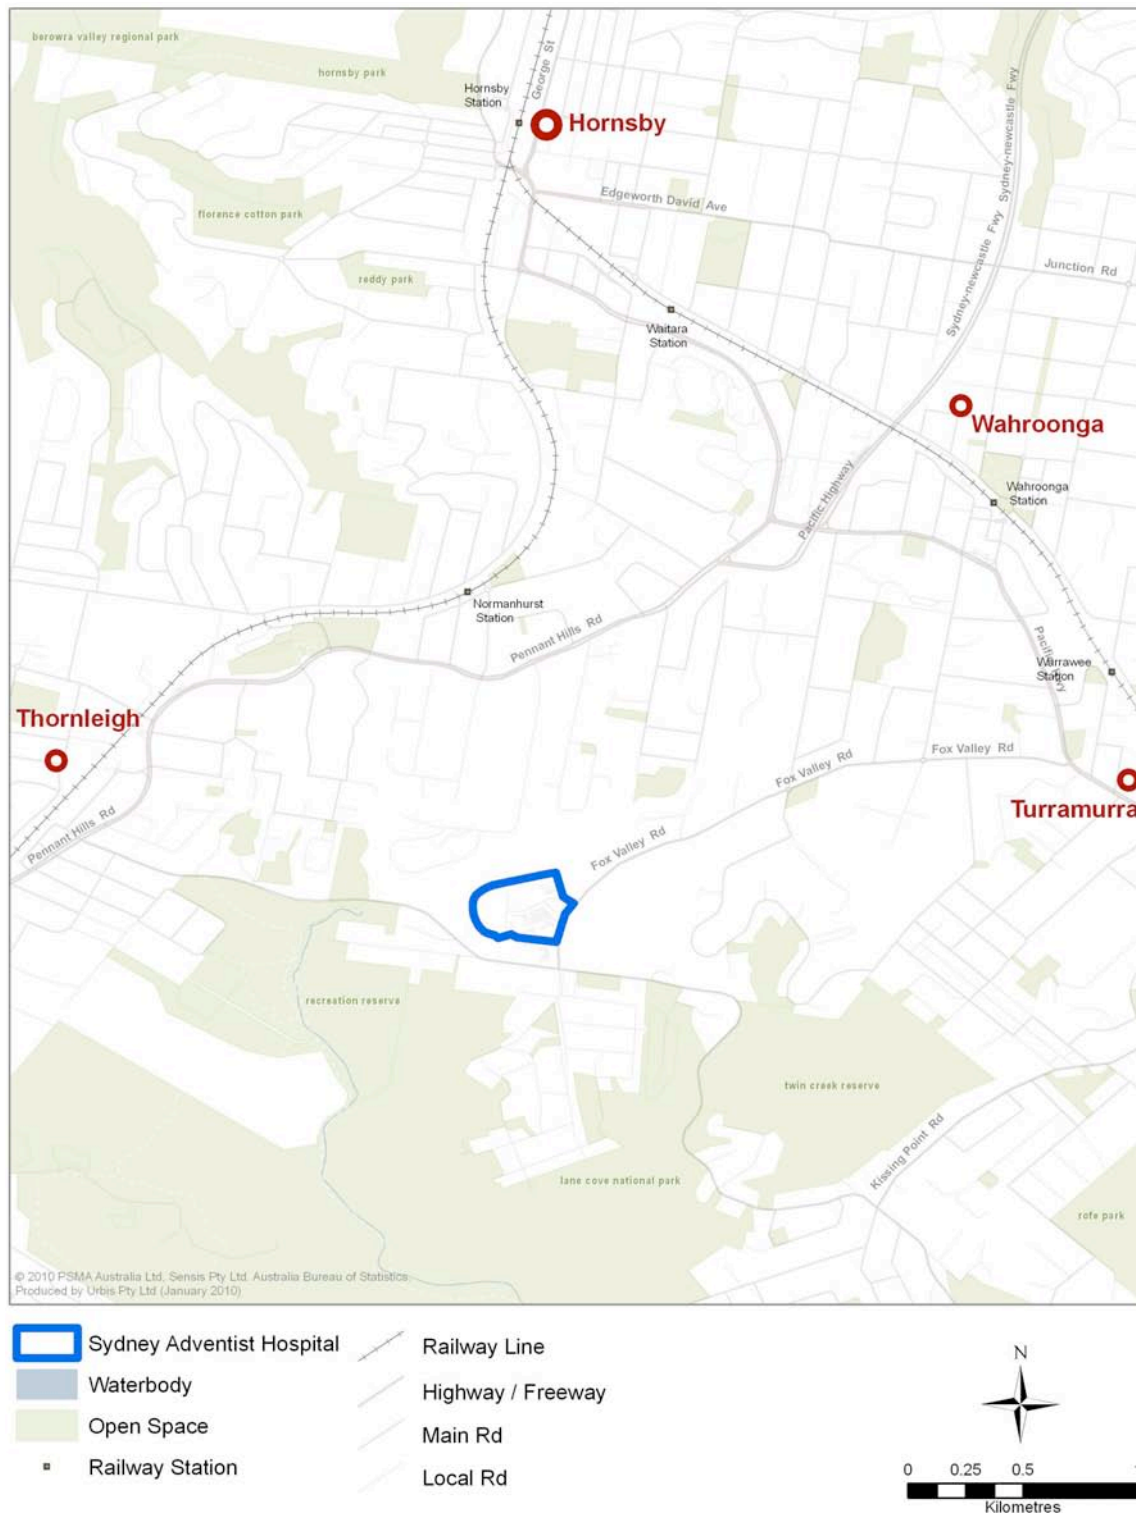 berowra valley regional park
hornsby park
George St
Sydney-newcastle Fwy
Sydney-newcastle Fwy
Hornsby
Station
Hornsby
Edgeworth David Ave
florence cotton park
Junction Rd
reddy park
Waitara
Station
Wahroonga
Pacific Highway
Wahroonga
Station
Normanhurst
Station
Pennant Hills Rd
Pacific Hwy
Warrawee
Station
Thornleigh
Fox Valley Rd
Fox Valley Rd
Turramurra
Pennant Hills Rd
Fox Valley Rd
recreation reserve
twin creek reserve
Kissing Point Rd
lane cove national park
rofe park
© 2010 PSMA Australia Ltd, Sensis Pty Ltd. Australia Bureau of Statistics
Produced by Urbis Pty Ltd (January 2010)
Sydney Adventist Hospital
Waterbody
Open Space
Railway Station
Railway Line
Highway / Freeway
Main Rd
Local Rd
N
0 0.25 0.5
Kilometres